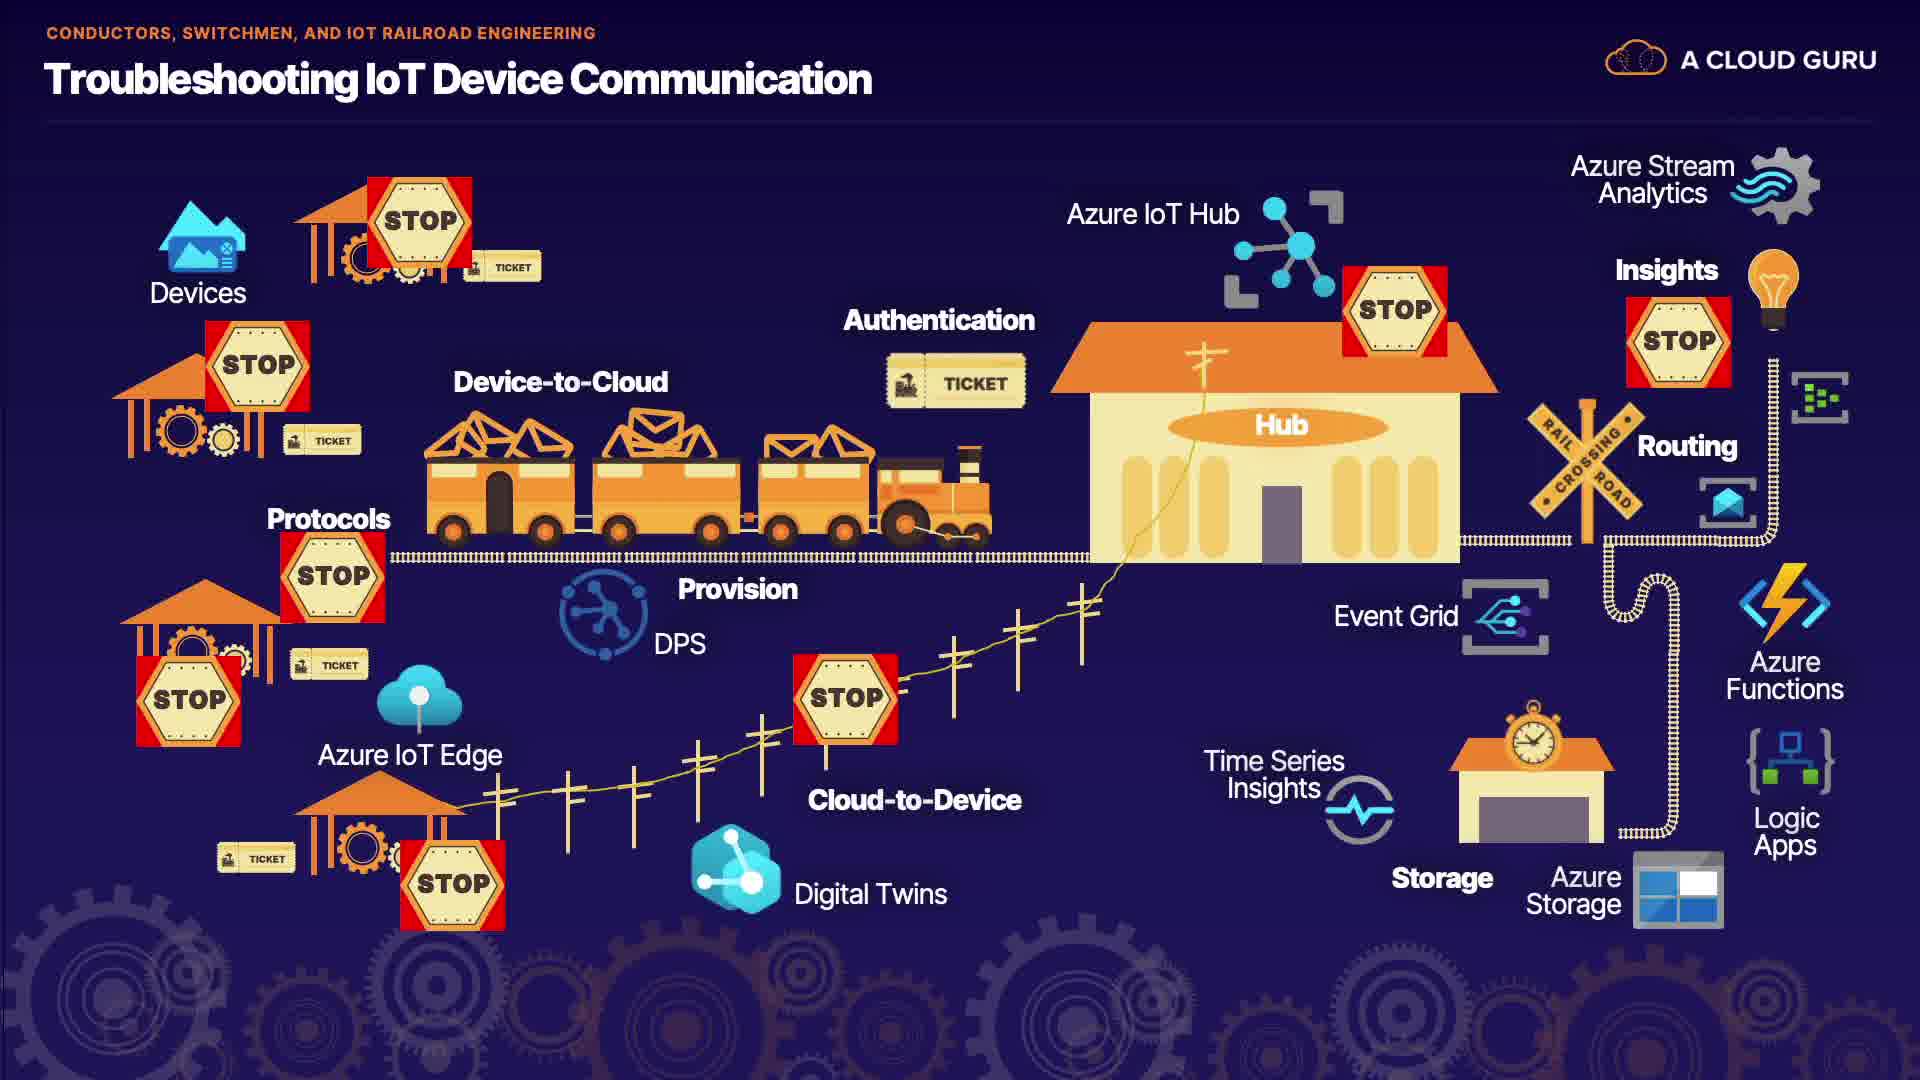 CONDUCTORS, SWITCHMEN, AND IOT RAILROAD ENGINEERING
Troubleshooting IoT Device Communication
A CLOUD GURU
Devices
STOP
TICKET
STOP
TICKET
Protocols
STOP
STOP
TICKET
Azure IoT Edge
TICKET
STOP
Device-to-Cloud
Authentication
TICKET
Provision
DPS
STOP
Cloud-to-Device
Digital Twins
Azure IoT Hub
STOP
Hub
Azure Stream
Analytics
Insights
STOP
RAIL ROAD
CROSSING
Routing
Event Grid
Azure
Functions
Time Series
Insights
Logic
Apps
Storage
Azure
Storage